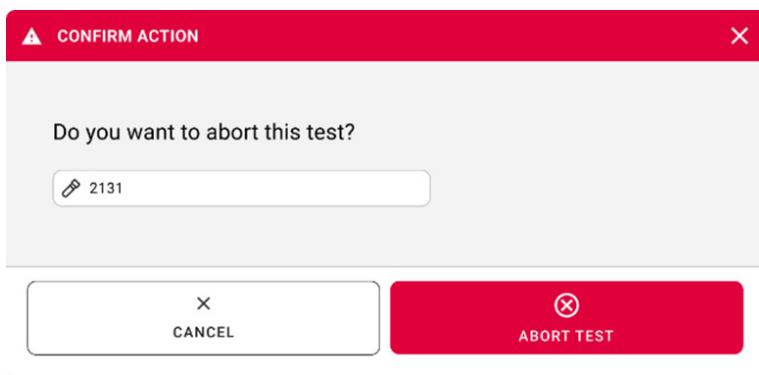 CONFIRM ACTION
Do you want to abort this test?
2131
CANCEL
ABORT TEST